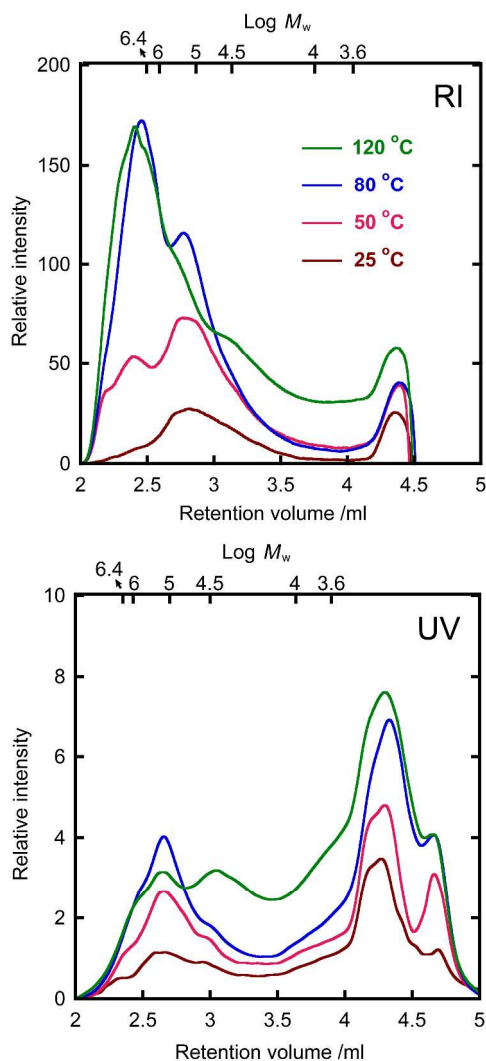 Log Mw
6.4 6 5 4.5 4 3.6
200
150
100
50
0
Relative intensity
RI
120 °C
80 °C
50 °C
25 °C
2 2.5 3 3.5 4 4.5 5
Retention volume /ml
Log Mw
6.4 6 5 4.5 4 3.6
10
8
6
4
2
0
Relative intensity
UV
2 2.5 3 3.5 4 4.5 5
Retention volume /ml